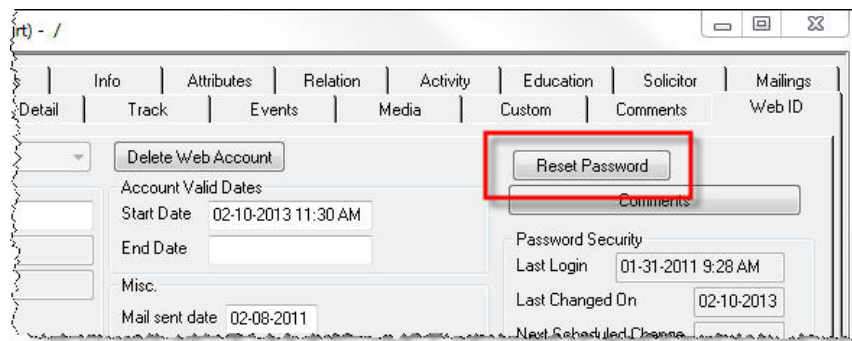 rt) - /
Info Attributes Relation Activity Education Solicitor Mailings
Detail Track Events Media Custom Comments Web ID
Delete Web Account Reset Password
Account Valid Dates Comments
Start Date 02-10-2013 11:30 AM
End Date Password Security
Last Login 01-31-2011 9:28 AM
Misc.
Last Changed On 02-10-2013
Mail sent date 02-08-2011
Next Scheduled Change